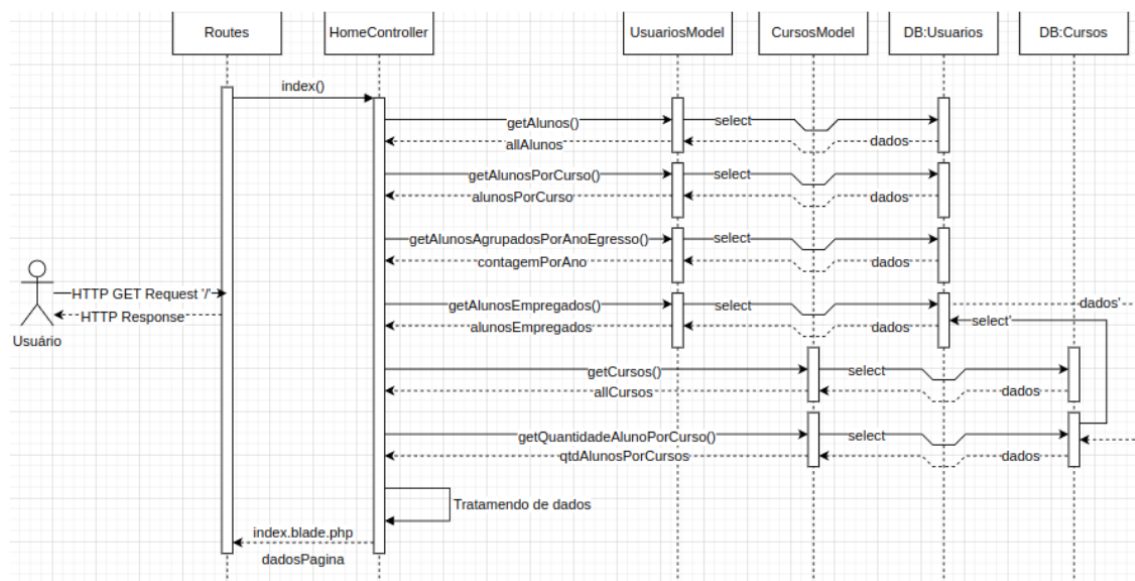 Routes
HomeController
UsuariosModel
CursosModel
DB:Usuarios
DB:Cursos
index()
getAlunos()
select
allAlunos
dados
getAlunosPorCurso()
select
alunosPorCurso
dados
getAlunosAgrupadosPorAnoEgresso()
select
contagemPorAno
dados
HTTP GET Request '/'
HTTP Response
Usuário
getAlunosEmpregados()
select
dados'
alunosEmpregados
dados
select'
getCursos()
select
allCursos
dados
getQuantidadeAlunoPorCurso()
select
qtdAlunosPorCursos
dados
Tratamendo de dados
index.blade.php
dadosPagina